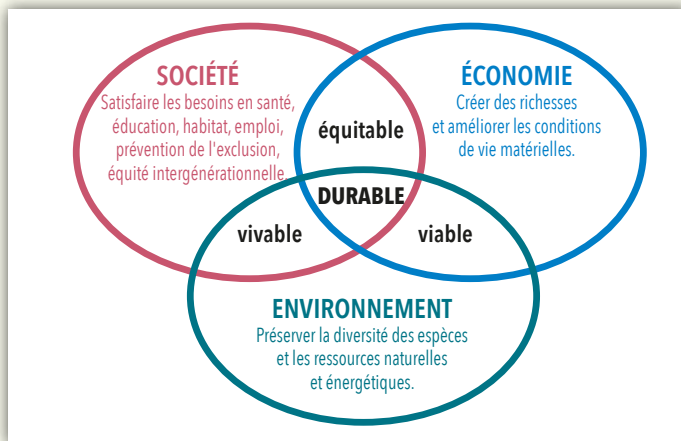 SOCIÉTÉ
Satisfaire les besoins en santé,
éducation, habitat, emploi,
prévention de l'exclusion,
équité intergénérationnelle.
ÉCONOMIE
Créer des richesses
et améliorer les conditions
de vie matérielles.
équitable
DURABLE
vivable
viable
ENVIRONNEMENT
Préserver la diversité des espèces
et les ressources naturelles
et énergétiques.